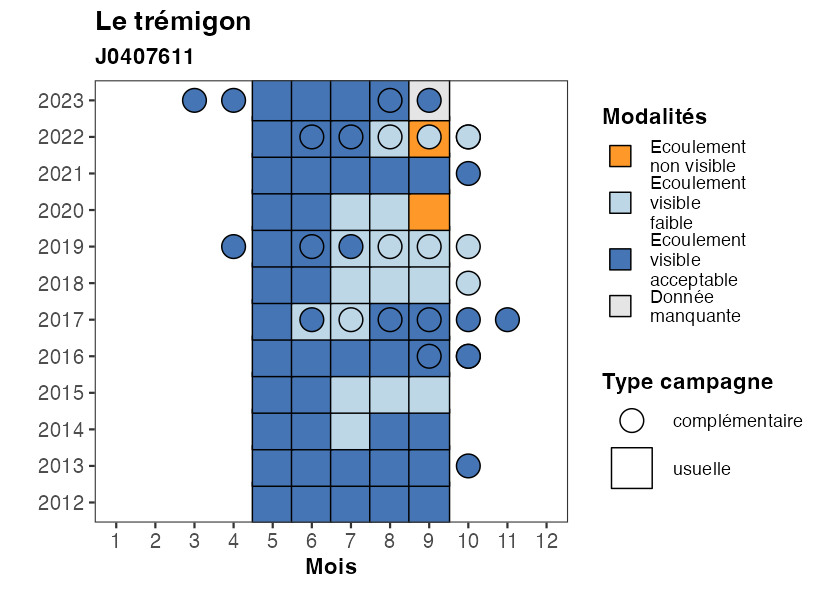 Le trémigon
J0407611
2023
2022
2021
2020
2019
2018
2017
2016
2015
2014
2013
2012
1 2 3 4 5 6 7 8 9 10 11 12
Mois
Modalités
Ecoulement
non visible
Ecoulement
visible
faible
Ecoulement
visible
acceptable
Donnée
manquante
Type campagne
complémentaire
usuelle